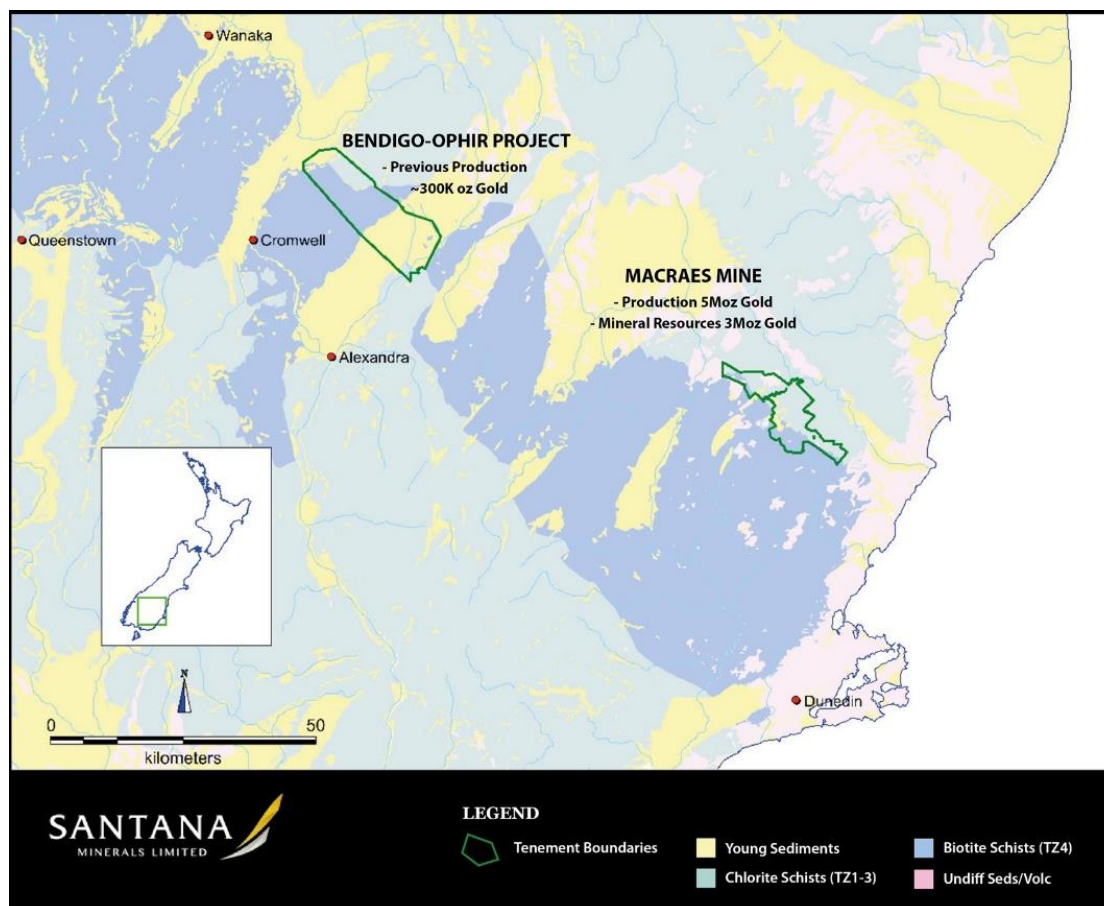 Wanaka
BENDIGO-OPHIR PROJECT
- Previous Production
~300K oz Gold
Queenstown
Cromwell
MACRAES MINE
- Production 5Moz Gold
- Mineral Resources 3Moz Gold
Alexandra
N
0 50
kilometers
Dunedin
SANTANA
MINERALS LIMITED
LEGEND
Tenement Boundaries
Young Sediments
Chlorite Schists (TZ1-3)
Biotite Schists (TZ4)
Undiff Seds/Volc